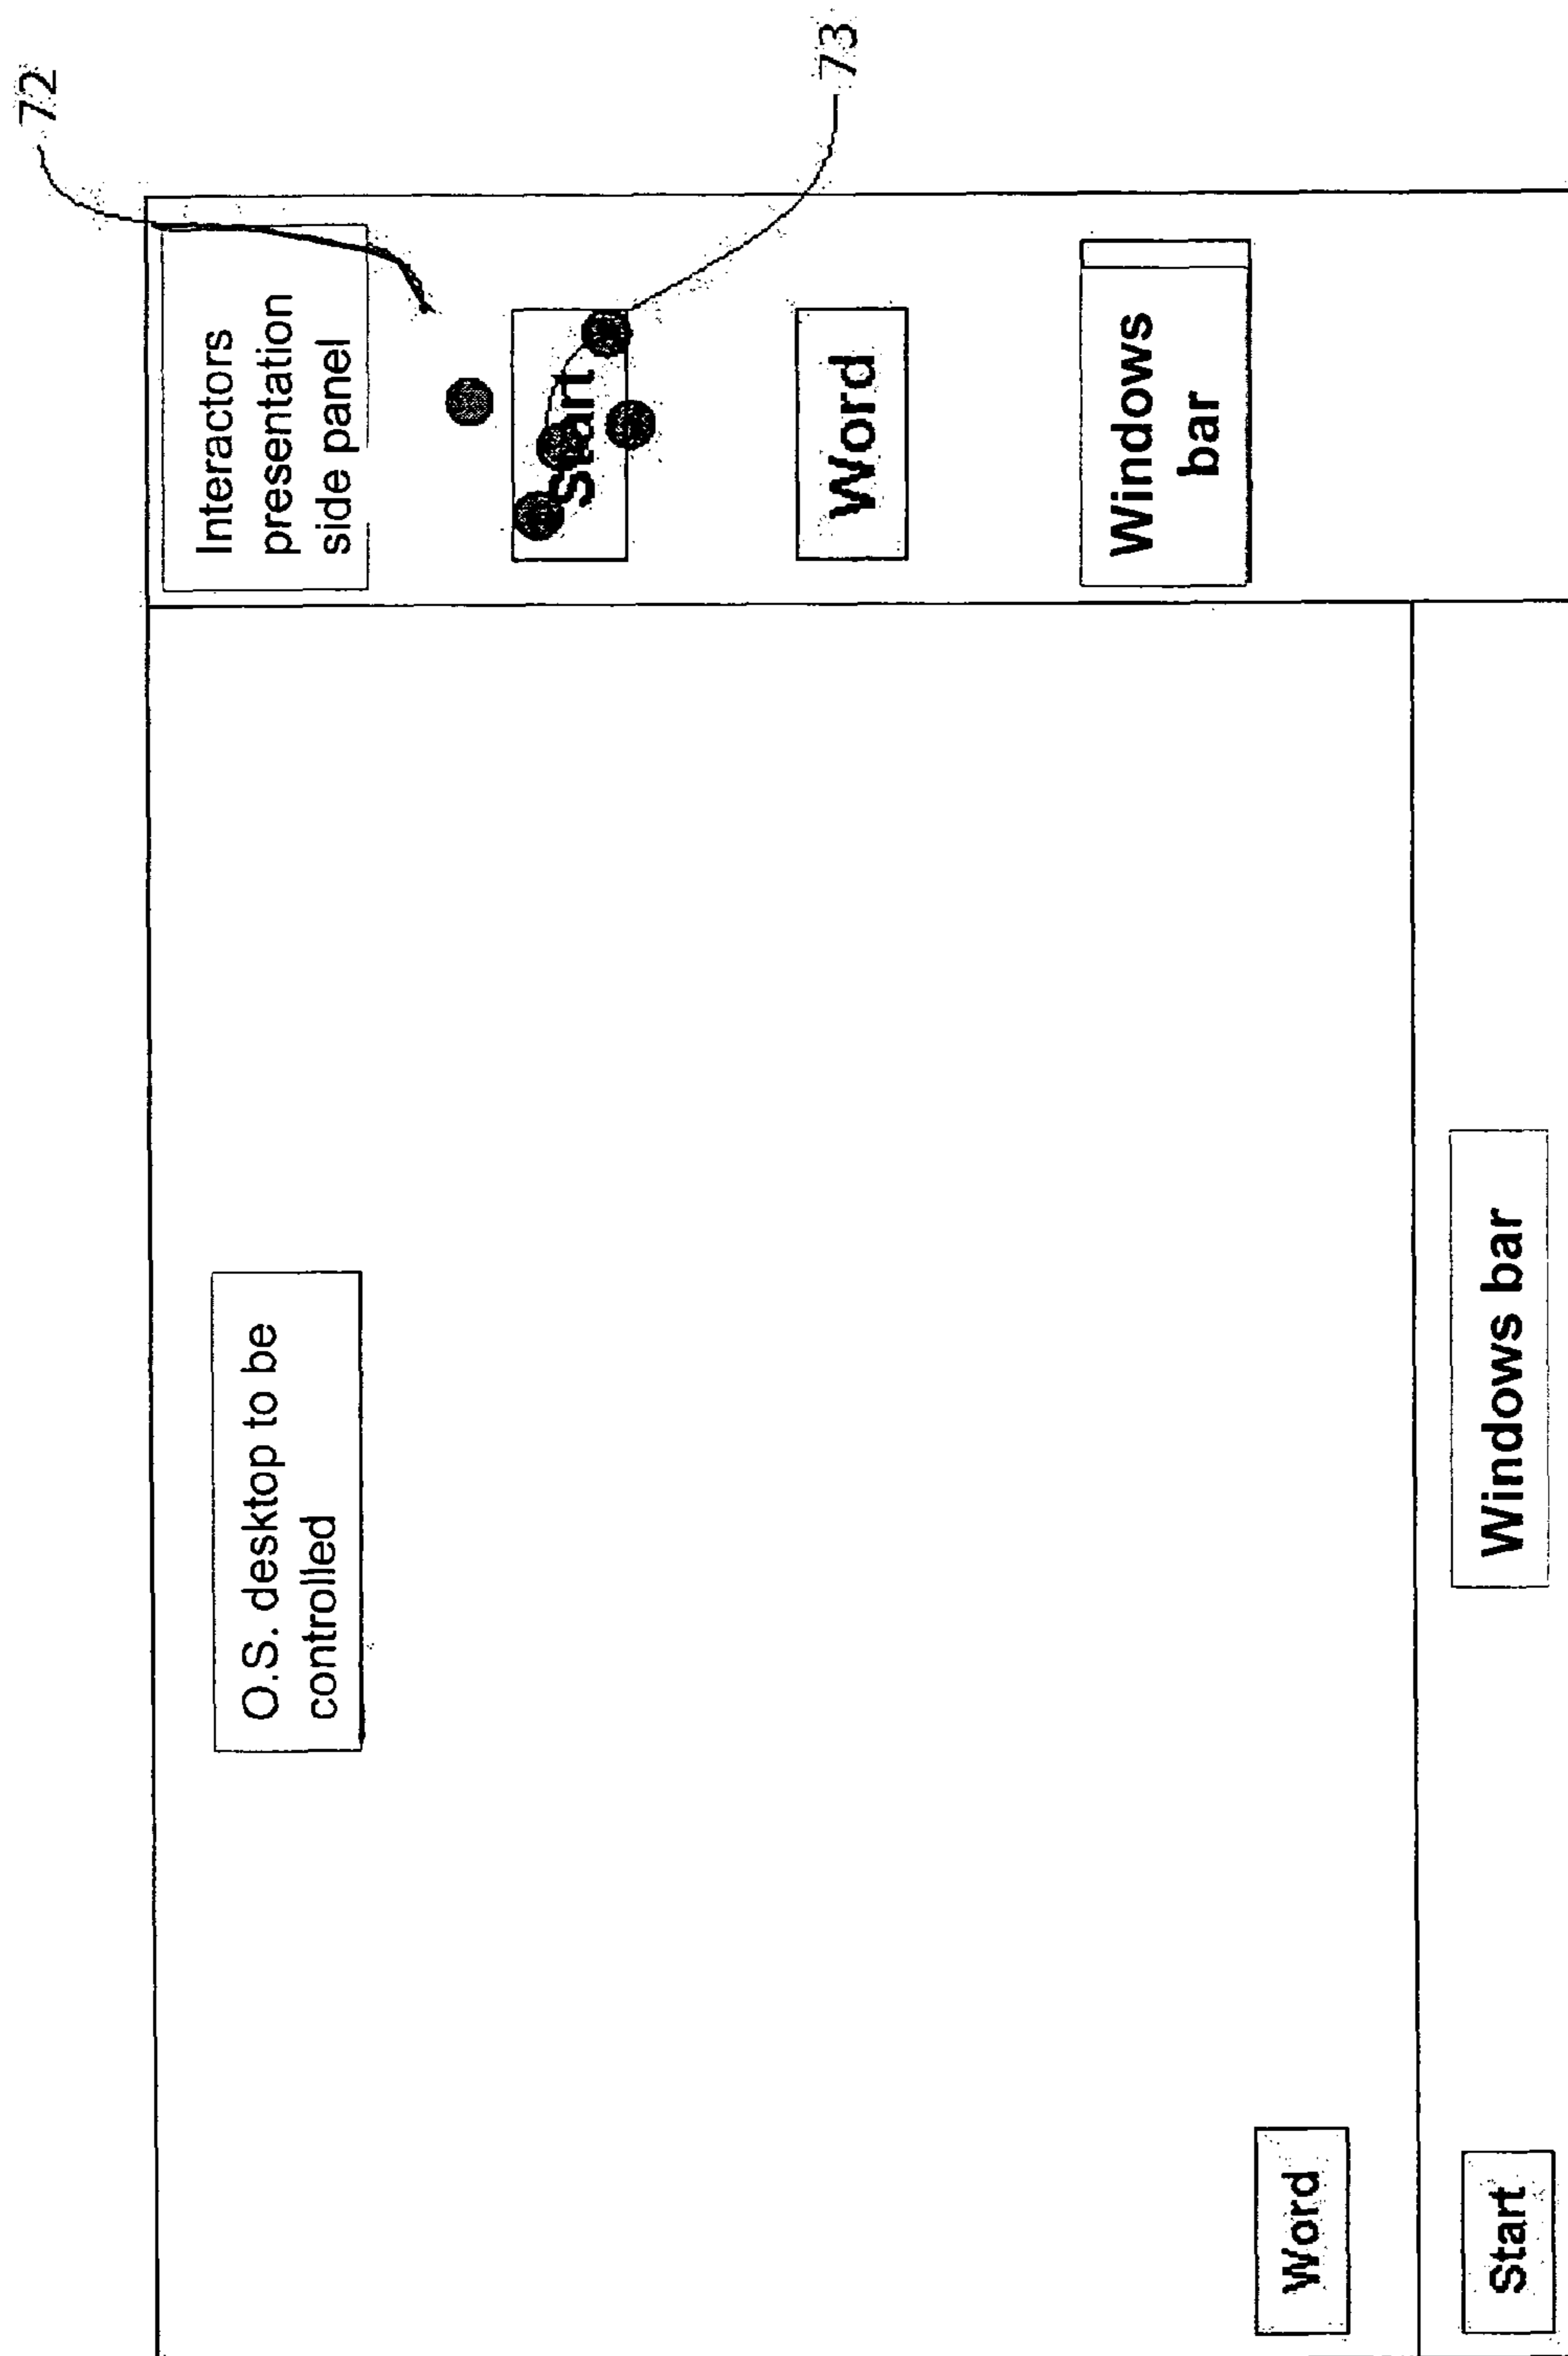 72
73
O.S. desktop to be
controlled
Interactors
presentation
side panel
Start
Word
Windows
bar
Word
Start
Windows bar